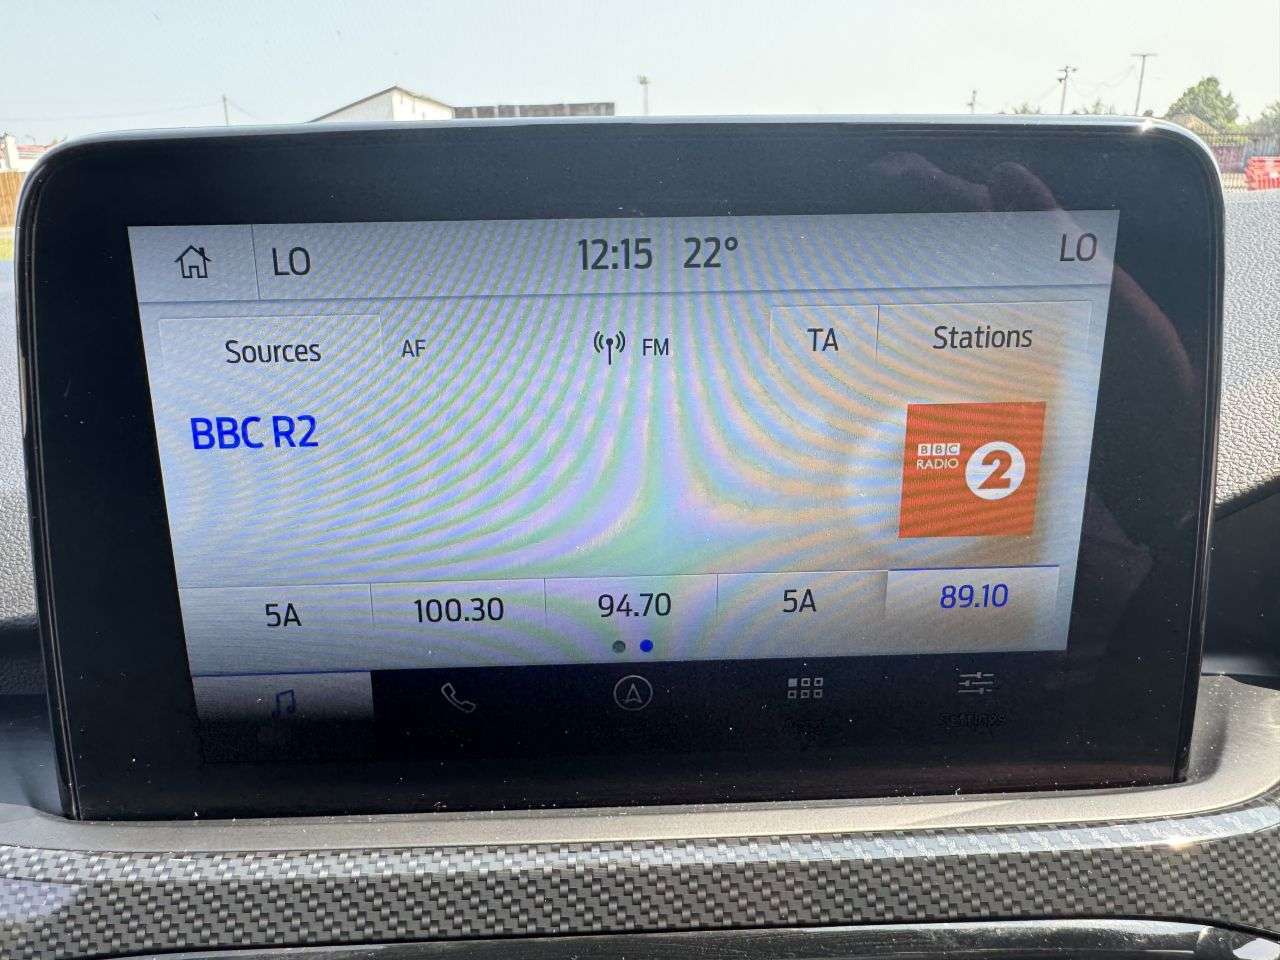 LO 12:15 22° LO
Sources AF FM TA Stations
BBC R2
BBC
RADIO 2
5A 100.30 94.70 5A 89.10
Settings